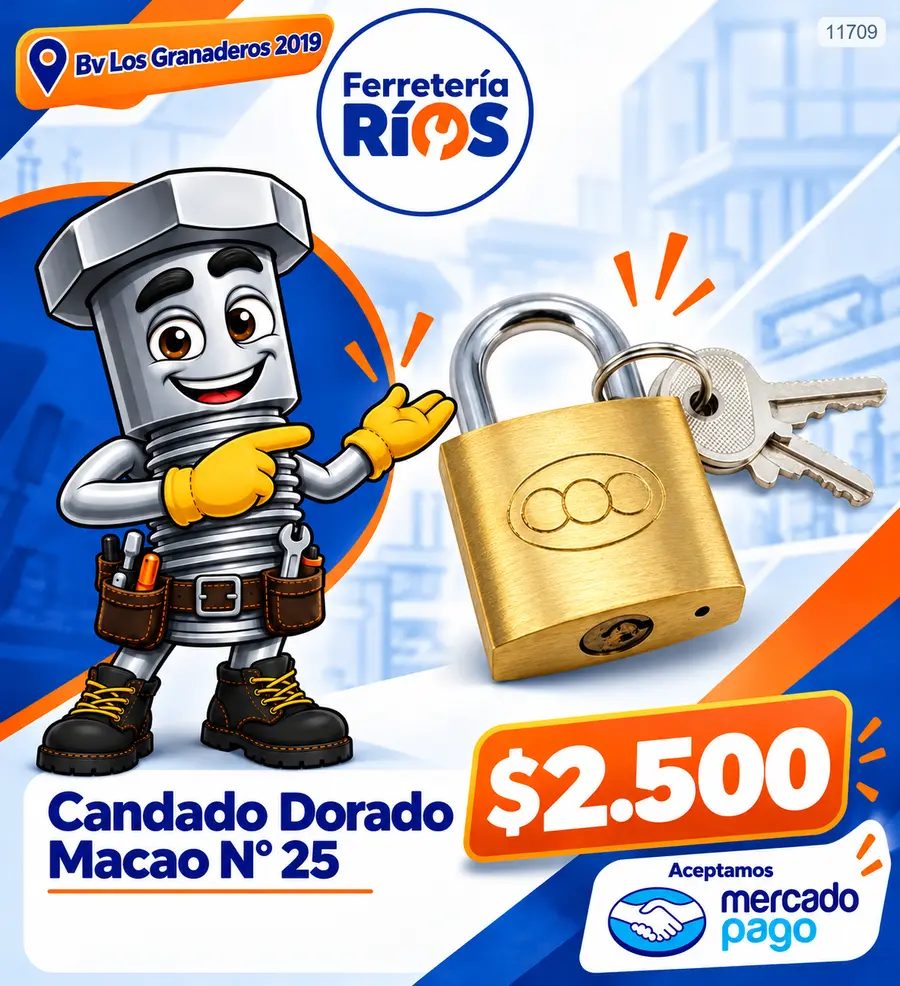 Bv Los Granaderos 2019
11709
Ferretería
RÍOS
$2.500
Candado Dorado
Macao N° 25
Aceptamos
mercado
pago